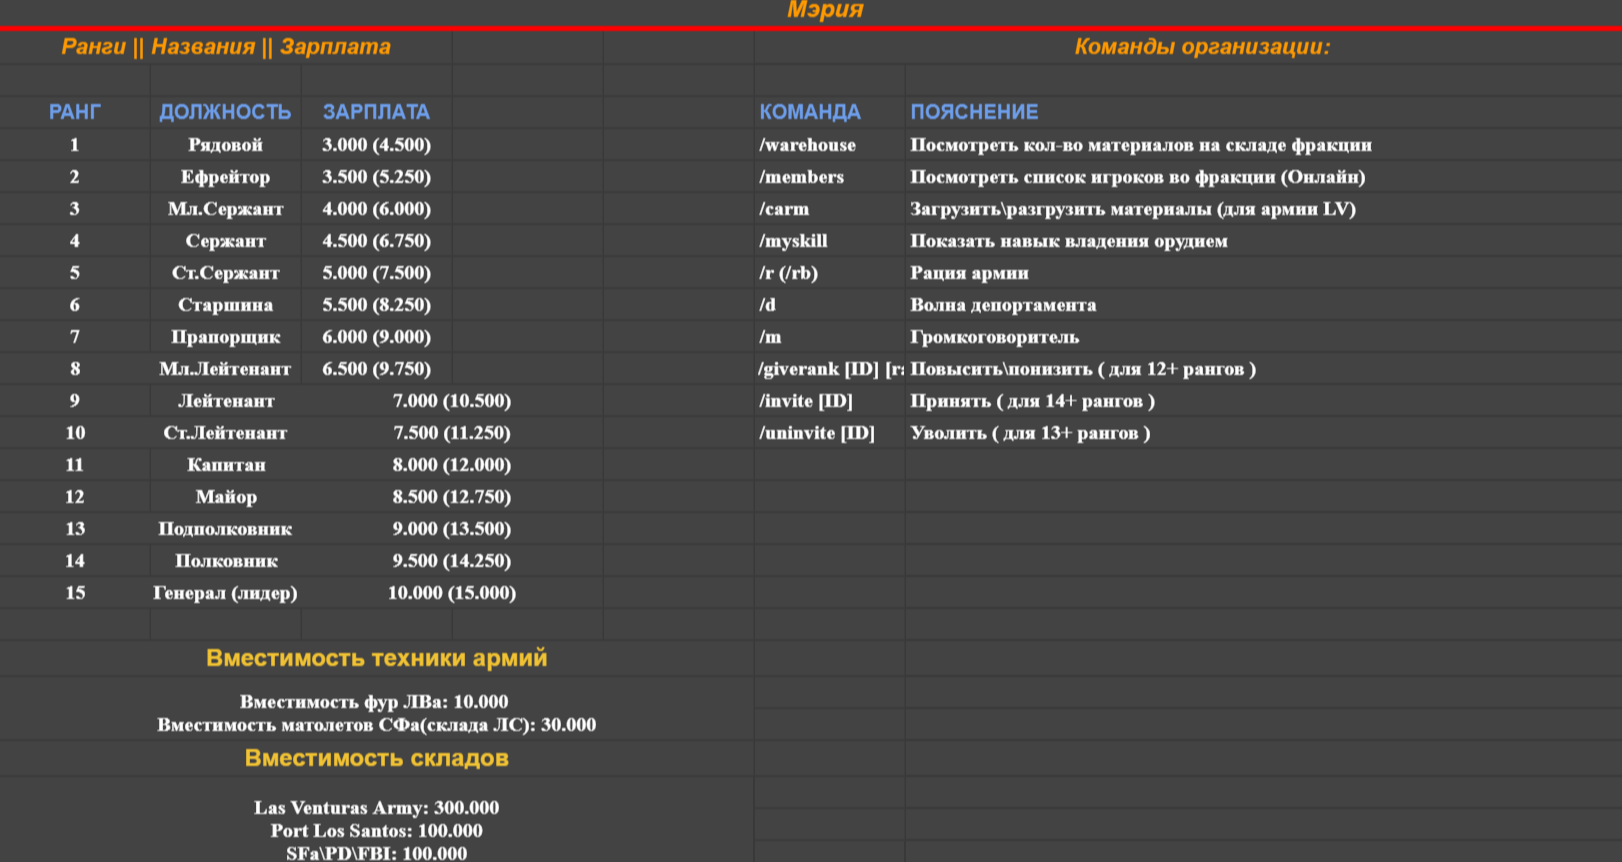 Мэрия
Ранги || Названия || Зарплата
Команды организации:
РАНГ ДОЛЖНОСТЬ ЗАРПЛАТА КОМАНДА ПОЯСНЕНИЕ
1 Рядовой 3.000 (4.500) /warehouse Посмотреть кол-во материалов на складе фракции
2 Ефрейтор 3.500 (5.250) /members Посмотреть список игроков во фракции (Онлайн)
3 Мл.Сержант 4.000 (6.000) /carm Загрузить\разгрузить материалы (для армии LV)
4 Сержант 4.500 (6.750) /myskill Показать навык владения орудием
5 Ст.Сержант 5.000 (7.500) /r (/rb) Рация армии
6 Старшина 5.500 (8.250) /d Волна депортамента
7 Прапорщик 6.000 (9.000) /m Громкоговоритель
8 Мл.Лейтенант 6.500 (9.750) /giverank [ID] Повысить\понизить ( для 12+ рангов )
9 Лейтенант 7.000 (10.500) /invite [ID] Принять ( для 14+ рангов )
10 Ст.Лейтенант 7.500 (11.250) /uninvite [ID] Уволить ( для 13+ рангов )
11 Капитан 8.000 (12.000)
12 Майор 8.500 (12.750)
13 Подполковник 9.000 (13.500)
14 Полковник 9.500 (14.250)
15 Генерал (лидер) 10.000 (15.000)
Вместимость техники армий
Вместимость фур ЛВа: 10.000
Вместимость матолетов СФа(склада ЛС): 30.000
Вместимость складов
Las Venturas Army: 300.000
Port Los Santos: 100.000
SFa\PD\FBI: 100.000